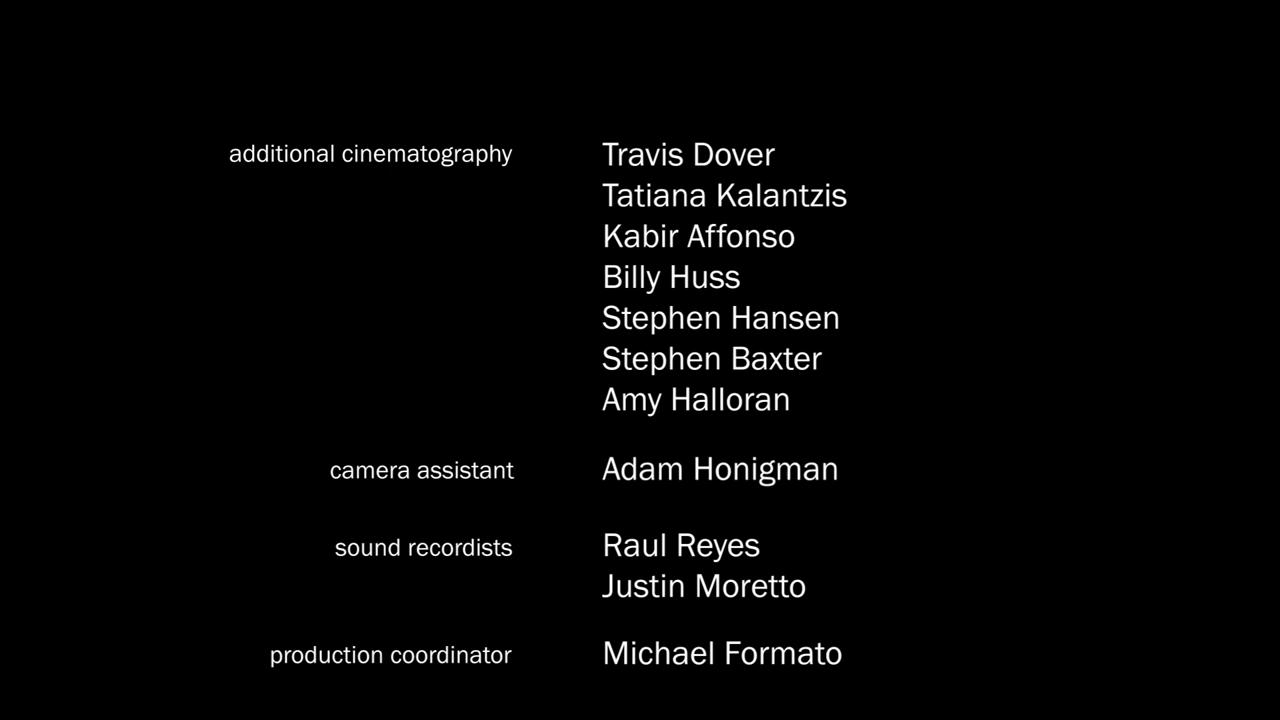 additional cinematography Travis Dover
Tatiana Kalantzis
Kabir Affonso
Billy Huss
Stephen Hansen
Stephen Baxter
Amy Halloran
camera assistant Adam Honigman
sound recordists Raul Reyes
Justin Moretto
production coordinator Michael Formato